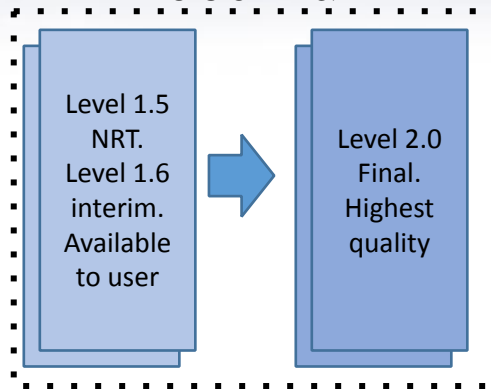 Level 1.5
NRT.
Level 1.6
interim.
Available
to user
Level 2.0
Final.
Highest
quality